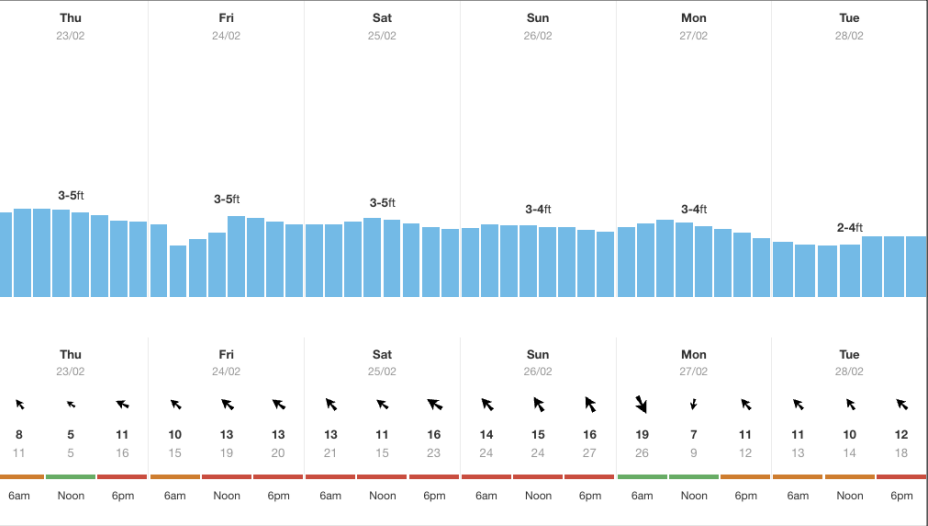 Thu Fri Sat Sun Mon Tue
23/02 24/02 25/02 26/02 27/02 28/02
3-5ft 3-5ft 3-5ft 3-4ft 3-4ft 2-4ft
Thu Fri Sat Sun Mon Tue
23/02 24/02 25/02 26/02 27/02 28/02
8 5 11 10 13 13 13 11 16 14 15 16 19 7 11 11 10 12
11 5 16 15 19 20 21 15 23 24 24 27 26 9 12 13 14 18
6am Noon 6pm 6am Noon 6pm 6am Noon 6pm 6am Noon 6pm 6am Noon 6pm 6am Noon 6pm